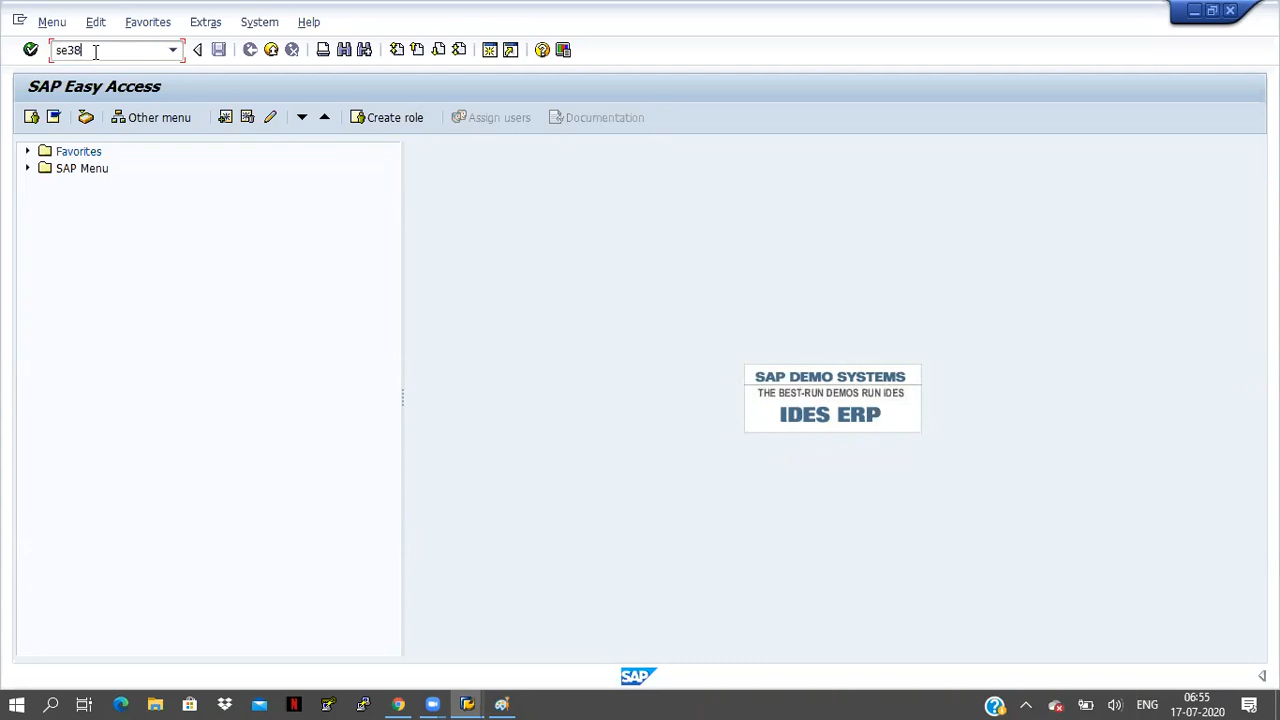 Menu Edit Favorites Extras System Help
se38
SAP Easy Access
Other menu Create role Assign users Documentation
Favorites
SAP Menu
SAP DEMO SYSTEMS
THE BEST-RUN DEMOS RUN IDES
IDES ERP
SAP
ENG
06:55
17-07-2020